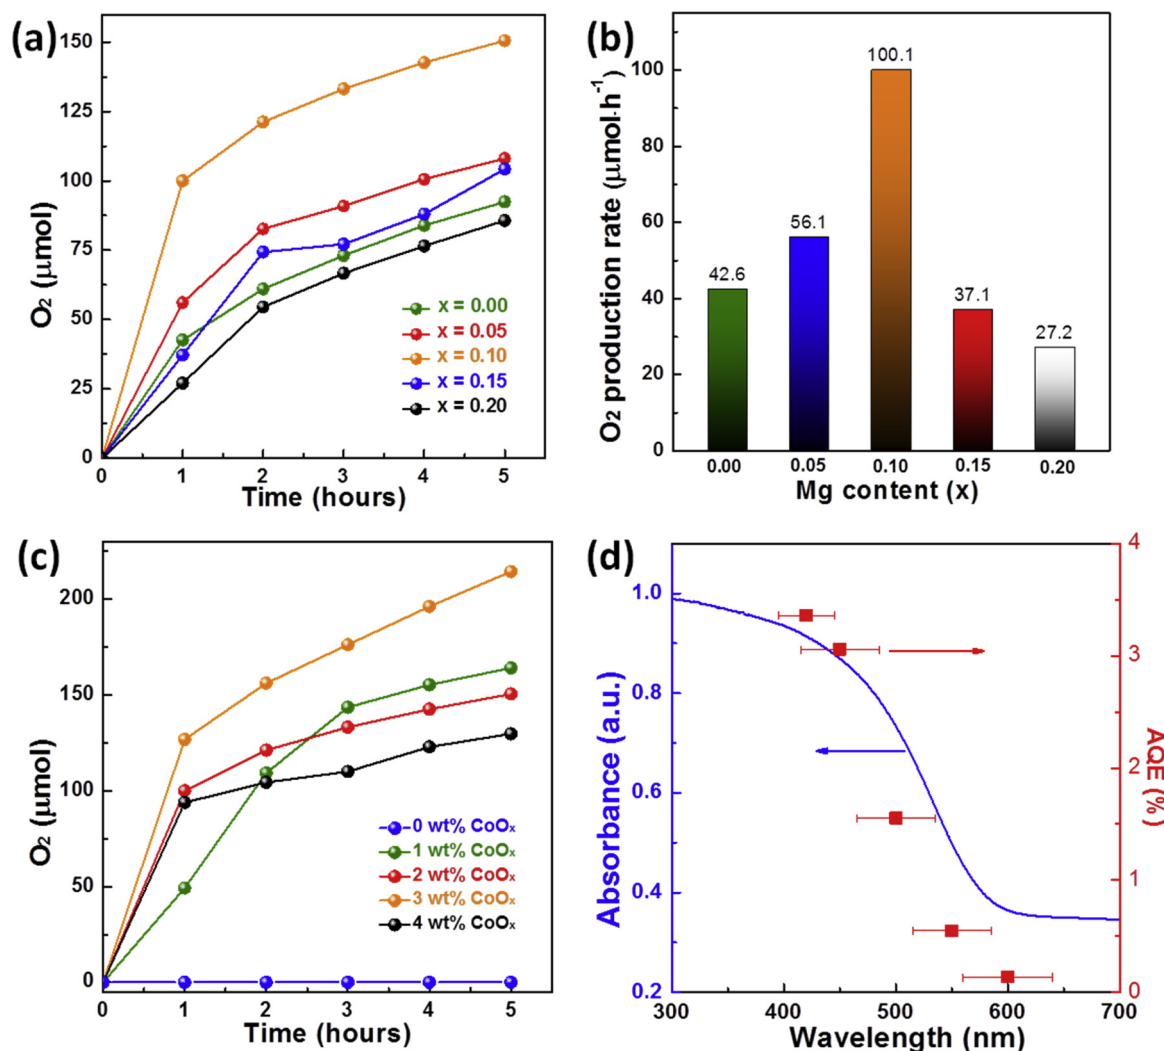 (a)
150
125
100
75
50
25
0
O₂ (μmol)
x = 0.00
x = 0.05
x = 0.10
x = 0.15
x = 0.20
0 1 2 3 4 5
Time (hours)
(b)
100
80
60
40
20
0
O₂ production rate (μmol·h⁻¹)
42.6
56.1
100.1
37.1
27.2
0.00 0.05 0.10 0.15 0.20
Mg content (x)
(c)
200
150
100
50
0
O₂ (μmol)
0 wt% CoOₓ
1 wt% CoOₓ
2 wt% CoOₓ
3 wt% CoOₓ
4 wt% CoOₓ
0 1 2 3 4 5
Time (hours)
(d)
1.0
0.8
0.6
0.4
0.2
Absorbance (a.u.)
4
3
2
1
0
AQE (%)
300 400 500 600 700
Wavelength (nm)